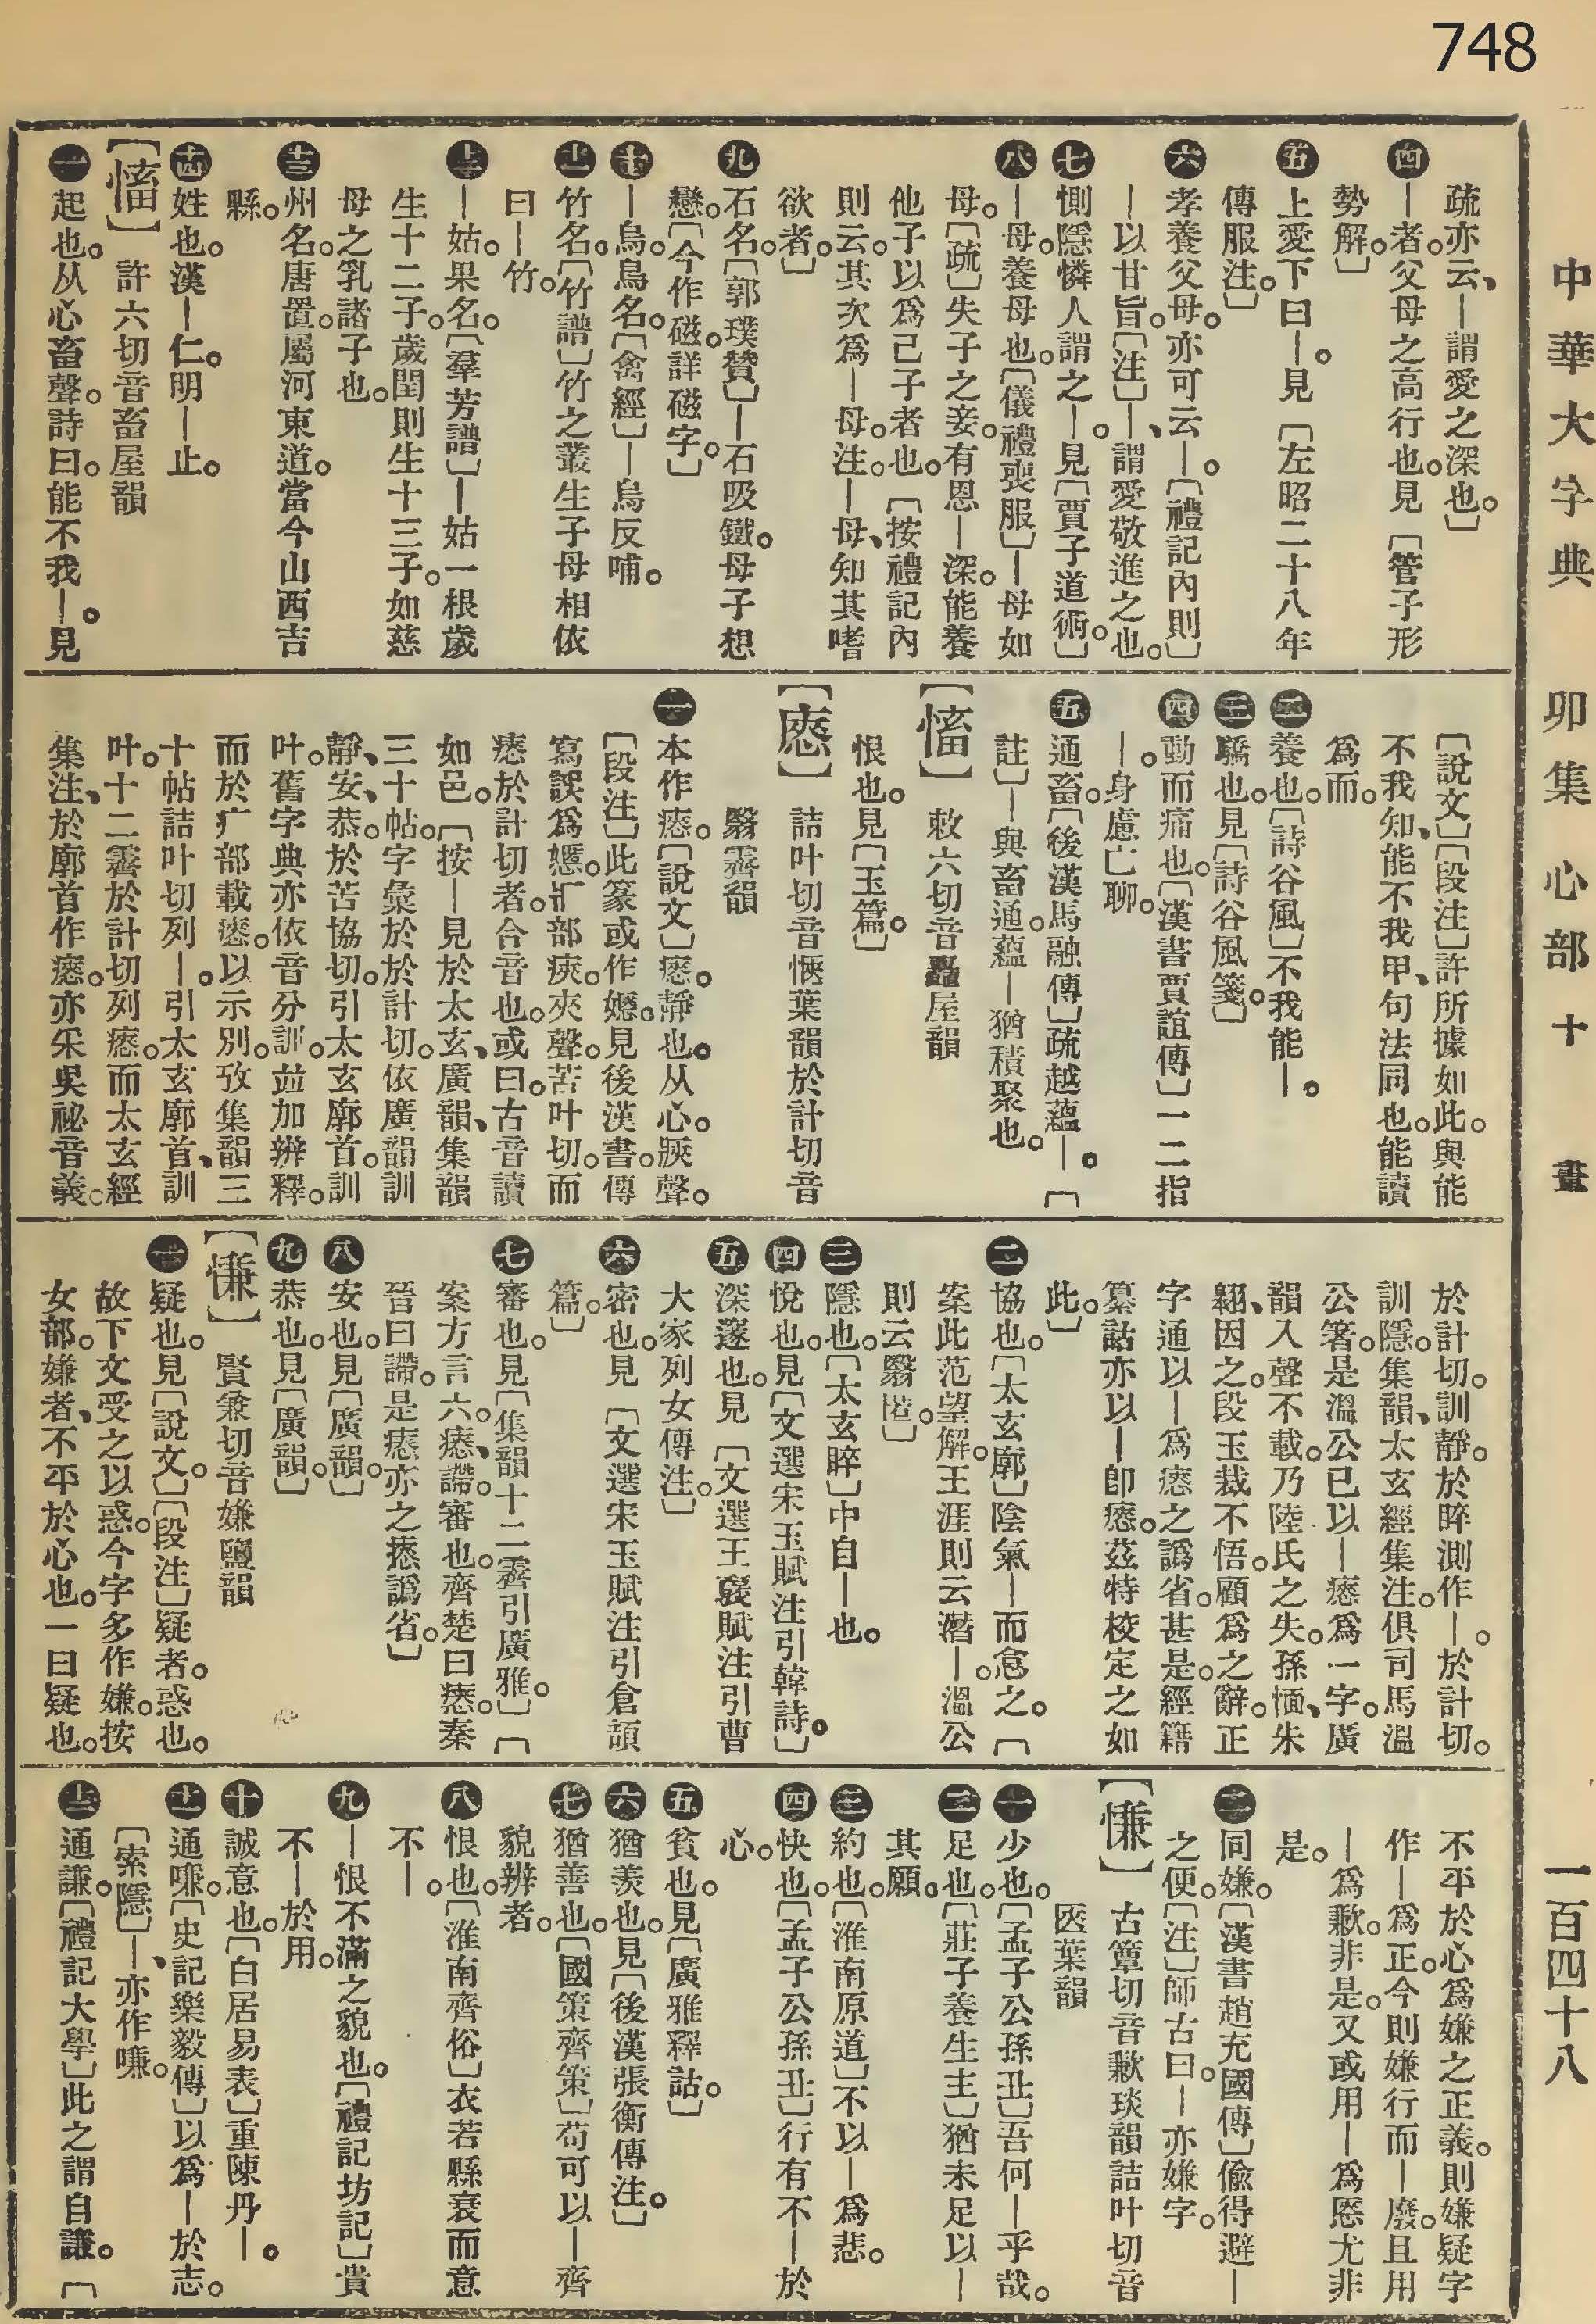 748
中華大字典　卯集　心部　十畫　一百四十八
疏亦云、｜謂愛之深也。〕
四｜者。父母之高行也。見〔管子形
勢解。〕
五上愛下曰｜。見〔左昭二十八年
傳服注。〕
六孝養父母。亦可云｜。〔禮記內則〕
｜以甘旨。〔注〕｜、謂愛敬進之也。
七惻隱憐人謂之｜。見〔賈子道術。〕
八｜母。養母也。〔儀禮喪服〕｜母如
母。〔疏〕失子之妾。有恩｜深。能養
他子以爲己子者也。〔按禮記內
則云。其次爲｜母。注。｜母、知其嗜
欲者。〕
九石名。〔郭璞贊〕｜石吸鐵。母子想
戀。〔今作磁。詳磁字。〕
十｜烏。鳥名。〔禽經〕｜烏反哺。
十一竹名。〔竹譜〕竹之叢生子母相依
曰｜竹。
十二｜姑。果名。〔羣芳譜〕｜姑一根歲
生十二子。歲閏則生十三子。如慈
母之乳諸子也。
十三州名。唐置。屬河東道。當今山西吉
縣。
十四姓也。漢｜仁。明｜止。
〔慉〕許六切音畜屋韻
一起也。从心畜聲。詩曰。能不我｜。見
〔說文〕〔段注〕許所據如此。與能
不我知、能不我甲、句法同也。能讀
爲而。
二養也。〔詩谷風〕不我能｜。
三驕也。見〔詩谷風箋。〕
四動而痛也。〔漢書賈誼傳〕一二指
｜。身慮亡聊。
五通畜。〔後漢馬融傳〕疏越蘊｜。〔
註〕｜與畜通。蘊｜猶積聚也。
〔慉〕敕六切音矗屋韻
恨也。見〔玉篇。〕
〔㥦〕詰叶切音愜葉韻於計切音
翳霽韻
一本作瘱。〔說文〕瘱。靜也。从心。㾜聲。
〔段注〕此篆或作嫕。見後漢書。傳
寫誤爲㜋。疒部㾜。夾聲。苦叶切。而
瘱於計切者。合音也。或曰。古音讀
如邑。〔按｜見於太玄、廣韻、集韻
三十帖。字彙於於計切。依廣韻訓
靜、安、恭。於苦協切。引太玄廓首。訓
叶。舊字典亦依音分訓。竝加辨釋。
而於疒部載瘱。以示別。攷集韻三
十帖詰叶切列｜。引太玄廓首、訓
叶。十二霽於計切列瘱。而太玄經
集注、於廓首作瘱。亦采吳祕音義。
於計切。訓靜。於睟測作｜。於計切。
訓隱。集韻、太玄經集注。俱司馬溫
公箸。是溫公已以｜瘱爲一字。廣
韻入聲不載。乃陸氏之失。孫愐、朱
翱、因之。段玉裁不悟。顧爲之辭。正
字通以｜爲瘱之譌省。甚是。經籍
纂詁亦以｜卽瘱。茲特校定之如
此。〕
二協也。〔太玄廓〕陰氣｜而愈之。〔
案此范望解。王涯則云潛｜。溫公
則云翳㥦。〕
三隱也。〔太玄睟〕中自｜也。
四悅也。見〔文選宋玉賦注引韓詩。〕
五深邃也。見〔文選王襃賦注引曹
大家列女傳注。〕
六密也。見〔文選宋玉賦注引倉頡
篇。〕
七審也。見〔集韻十二霽引廣雅。〕〔
案方言六。瘱、諦。審也。齊楚曰瘱。秦
晉曰諦。是瘱亦之瘱譌省。〕
八安也。見〔廣韻。〕
九恭也。見〔廣韻。〕
〔慊〕賢兼切音嫌鹽韻
一疑也。見〔說文。〕〔段注〕疑者。惑也。
故下文受之以惑。今字多作嫌。按
女部。嫌者、不平於心也。一曰疑也。
不平於心爲嫌之正義。則嫌疑字
作｜爲正。今則嫌行而｜廢。且用
｜爲歉。非是。又或用｜爲愜。尤非
是。
二同嫌。〔漢書趙充國傳〕偸得避｜
之便。〔注〕師古曰。｜亦嫌字。
〔慊〕古簟切音歉琰韻詰叶切音
匧葉韻
一少也。〔孟子公孫丑〕吾何｜乎哉。
二足也。〔莊子養生主〕猶未足以｜
其願。
三約也。〔淮南原道〕不以｜爲悲。
四快也。〔孟子公孫丑〕行有不｜於
心。
五貧也。見〔廣雅釋詁。〕
六猶羡也。見〔後漢張衡傳注。〕
七猶善也。〔國策齊策〕苟可以｜齊
貌辨者。
八恨也。〔淮南齊俗〕衣若縣衰而意
不｜。
九｜恨不滿之貌也。〔禮記坊記〕貴
不｜於用。
十誠意也。〔白居易表〕重陳丹｜。
十一通嗛。〔史記樂毅傳〕以爲｜於志。
〔索隱〕｜、亦作嗛。
十二通謙。〔禮記大學〕此之謂自謙。〔